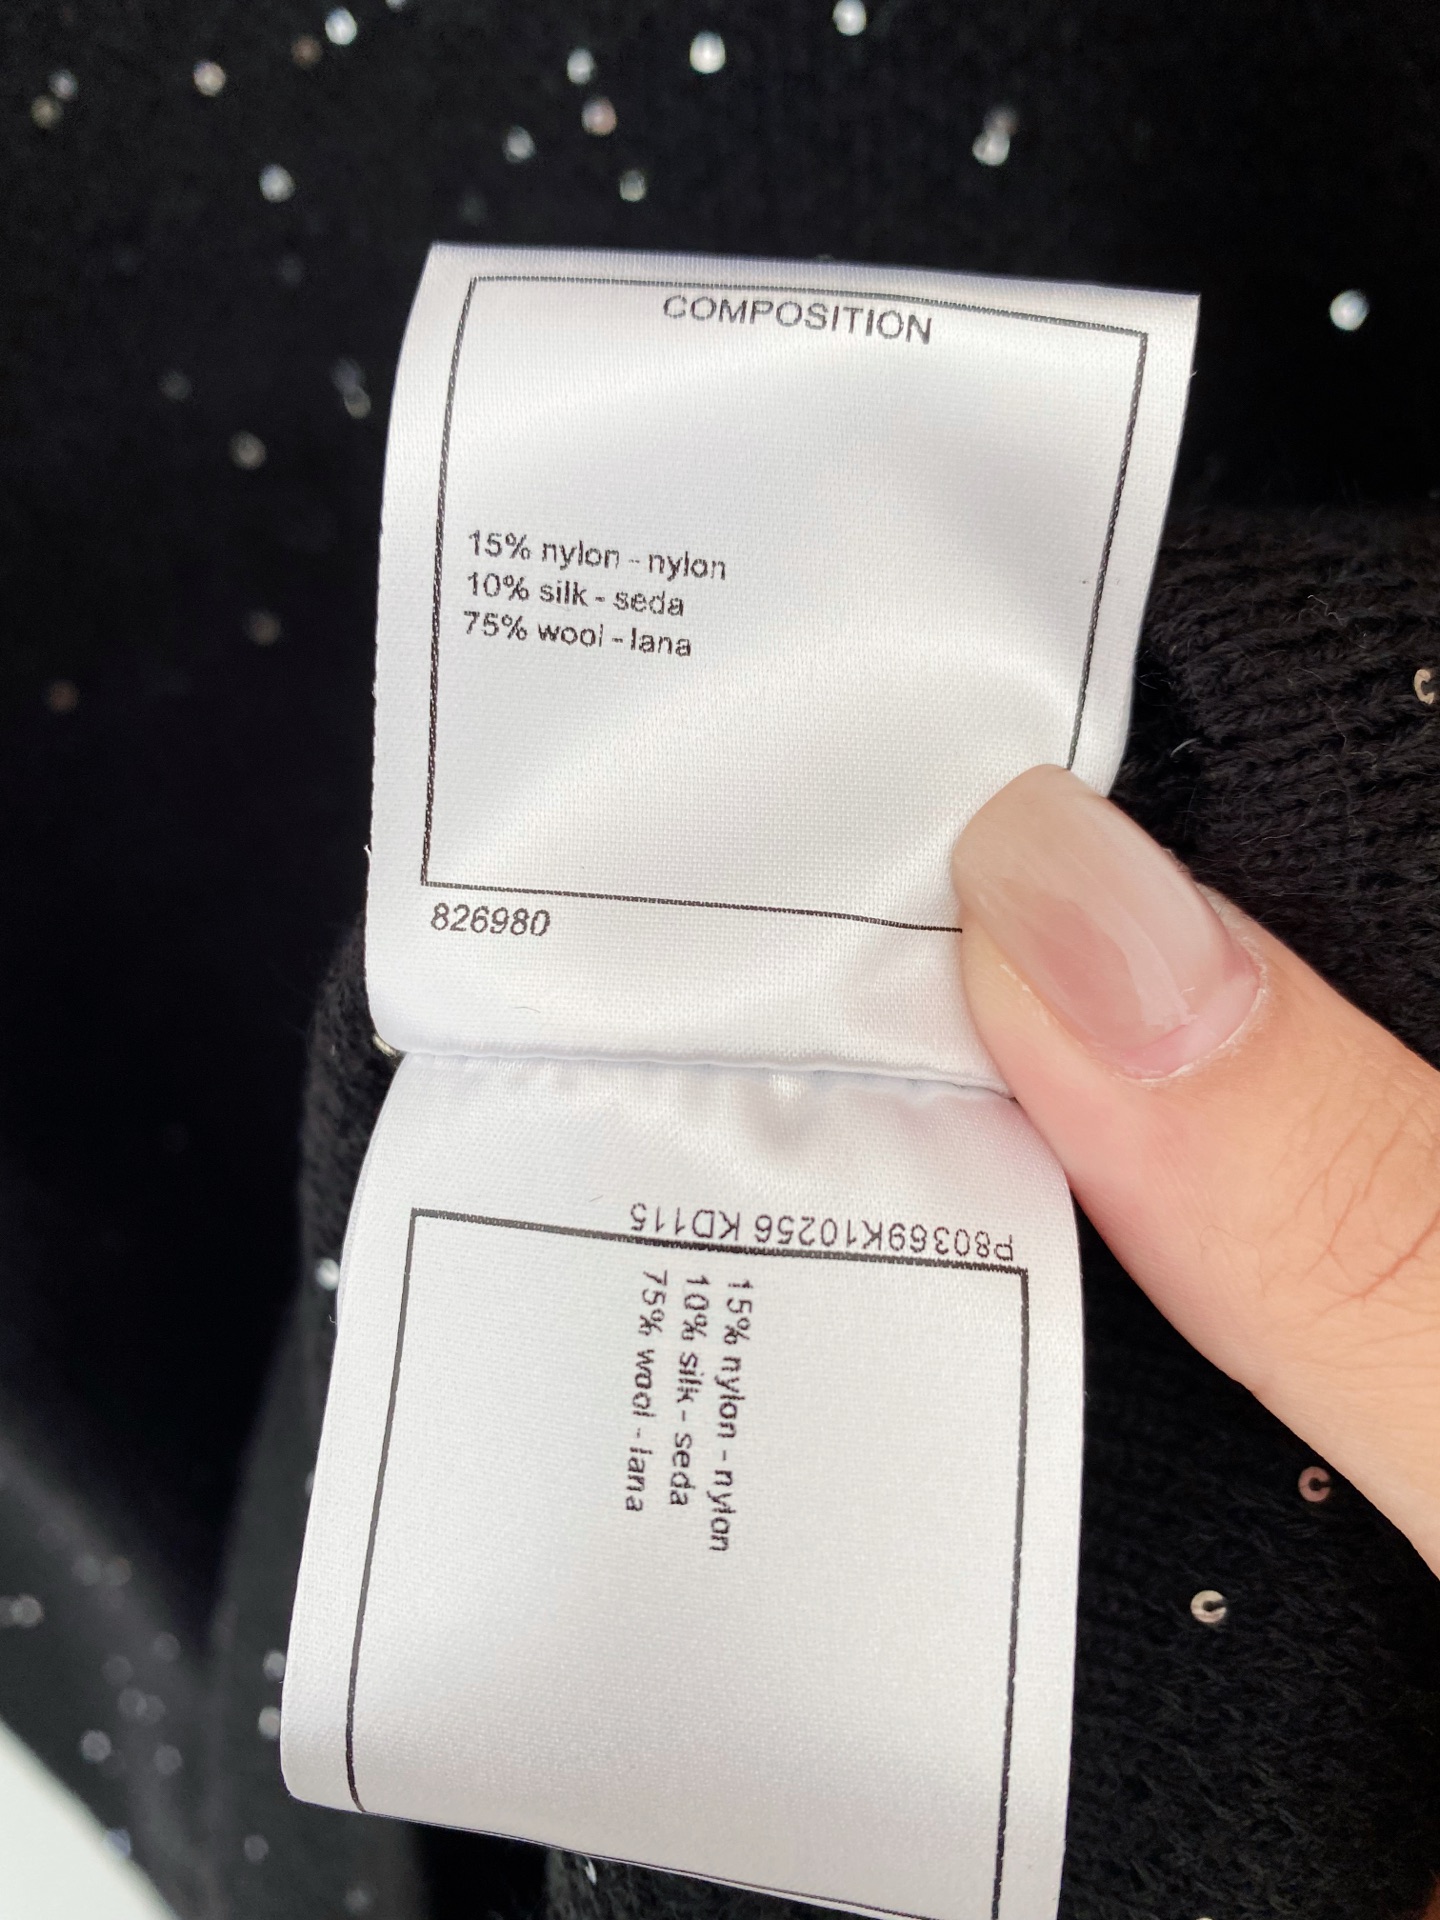 COMPOSITION
15% nylon - nylon
10% silk - seda
75% wool - lana
826980
P80369K10256 KD115
15% nylon - nylon
10% silk - seda
75% wool - lana